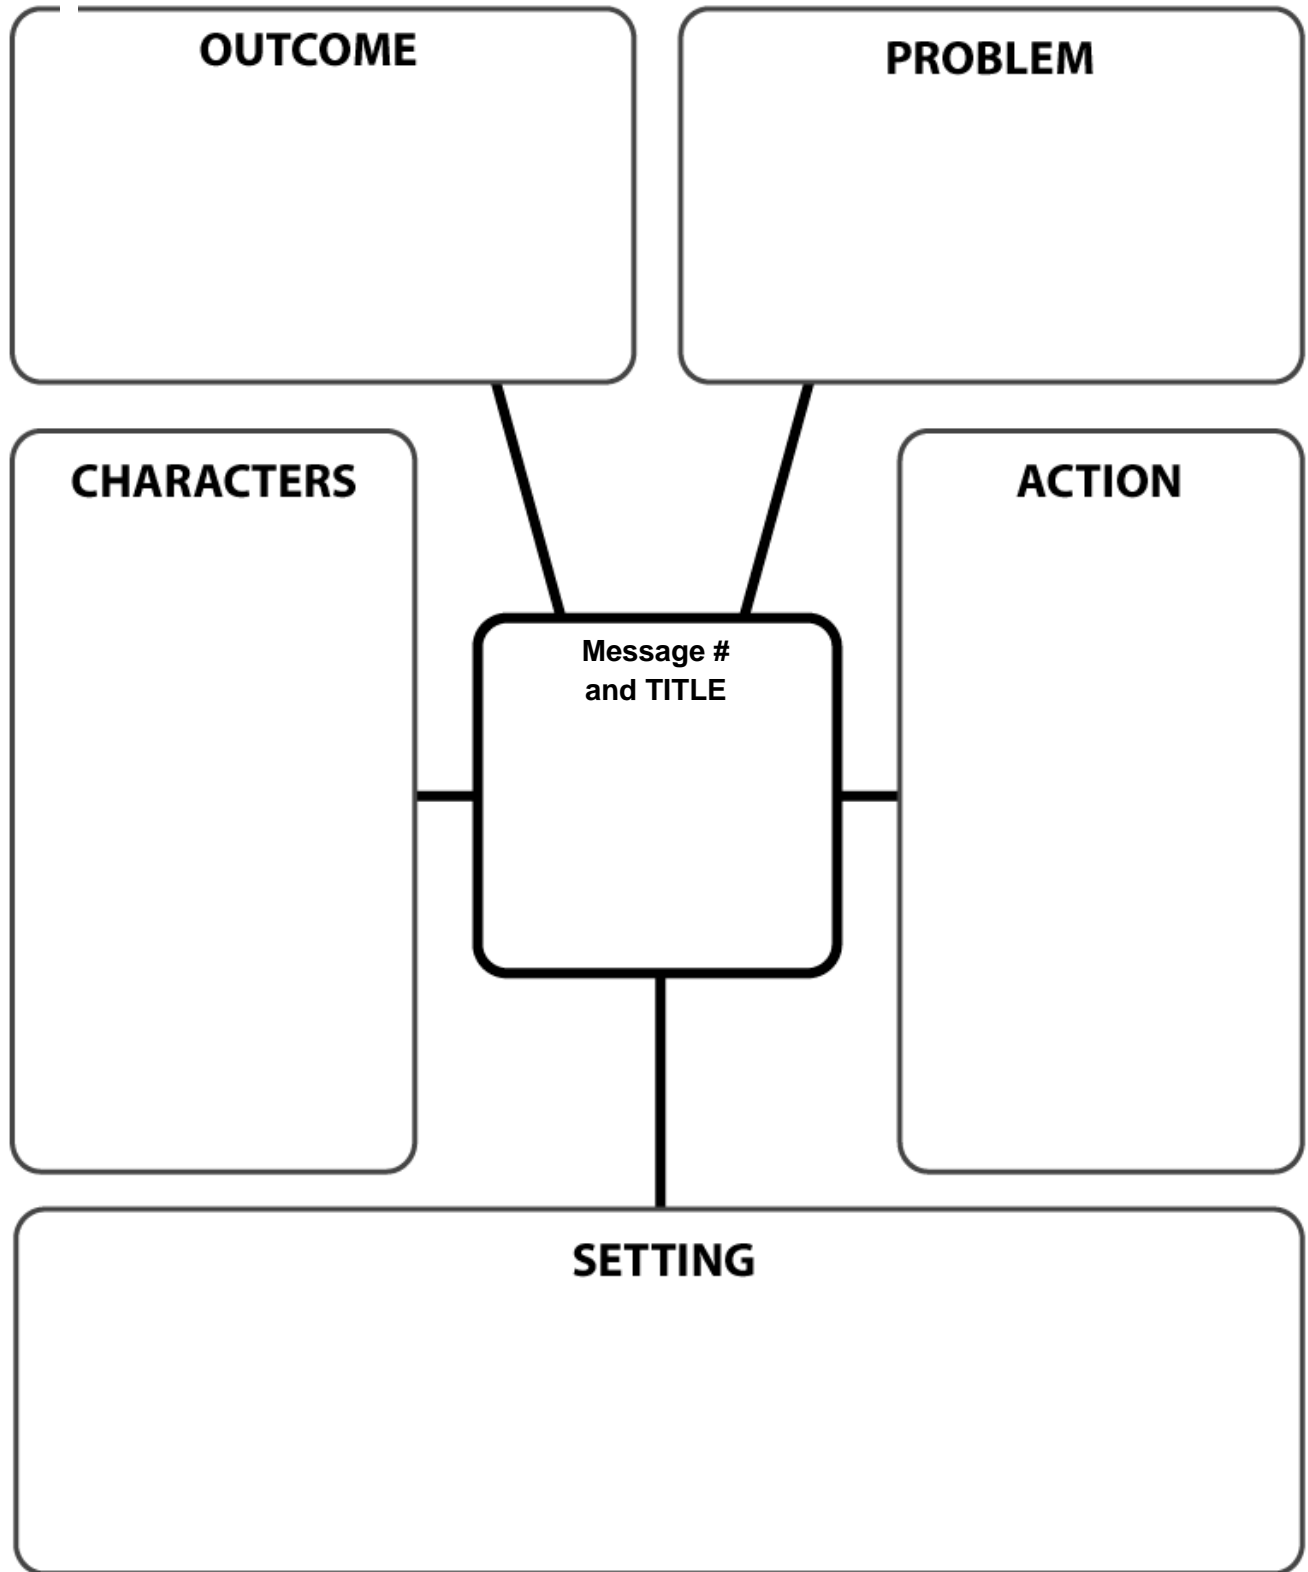 OUTCOME
PROBLEM
CHARACTERS
ACTION
Message #
and TITLE
SETTING